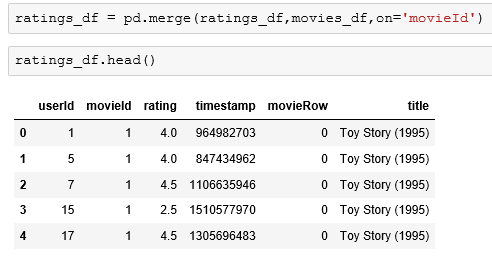 ratings_df = pd.merge(ratings_df,movies_df,on='movieId')
ratings_df.head()
userId movieId rating timestamp movieRow title
0 1 1 4.0 964982703 0 Toy Story (1995)
1 5 1 4.0 847434962 0 Toy Story (1995)
2 7 1 4.5 1106635946 0 Toy Story (1995)
3 15 1 2.5 1510577970 0 Toy Story (1995)
4 17 1 4.5 1305696483 0 Toy Story (1995)